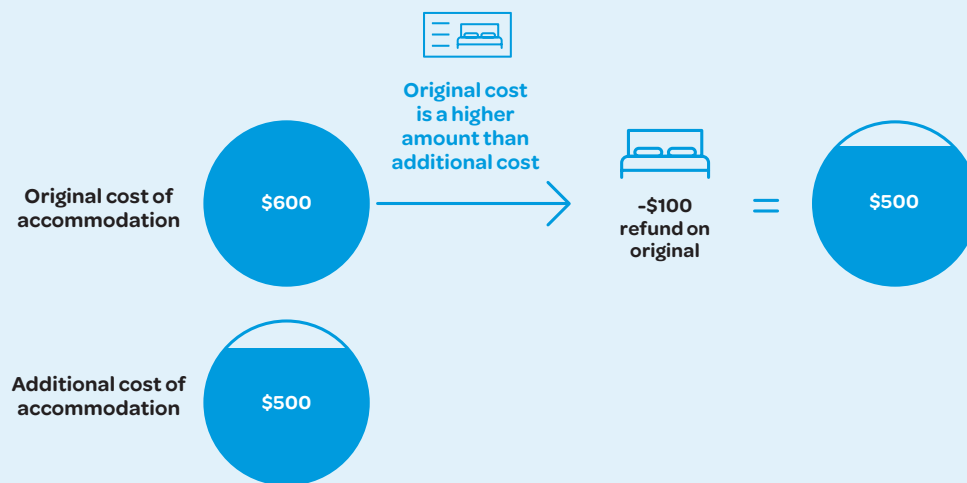 Original cost
is a higher
amount than
additional cost
Original cost of
accommodation
$600
-$100
refund on
original
=
$500
Additional cost of
accommodation
$500